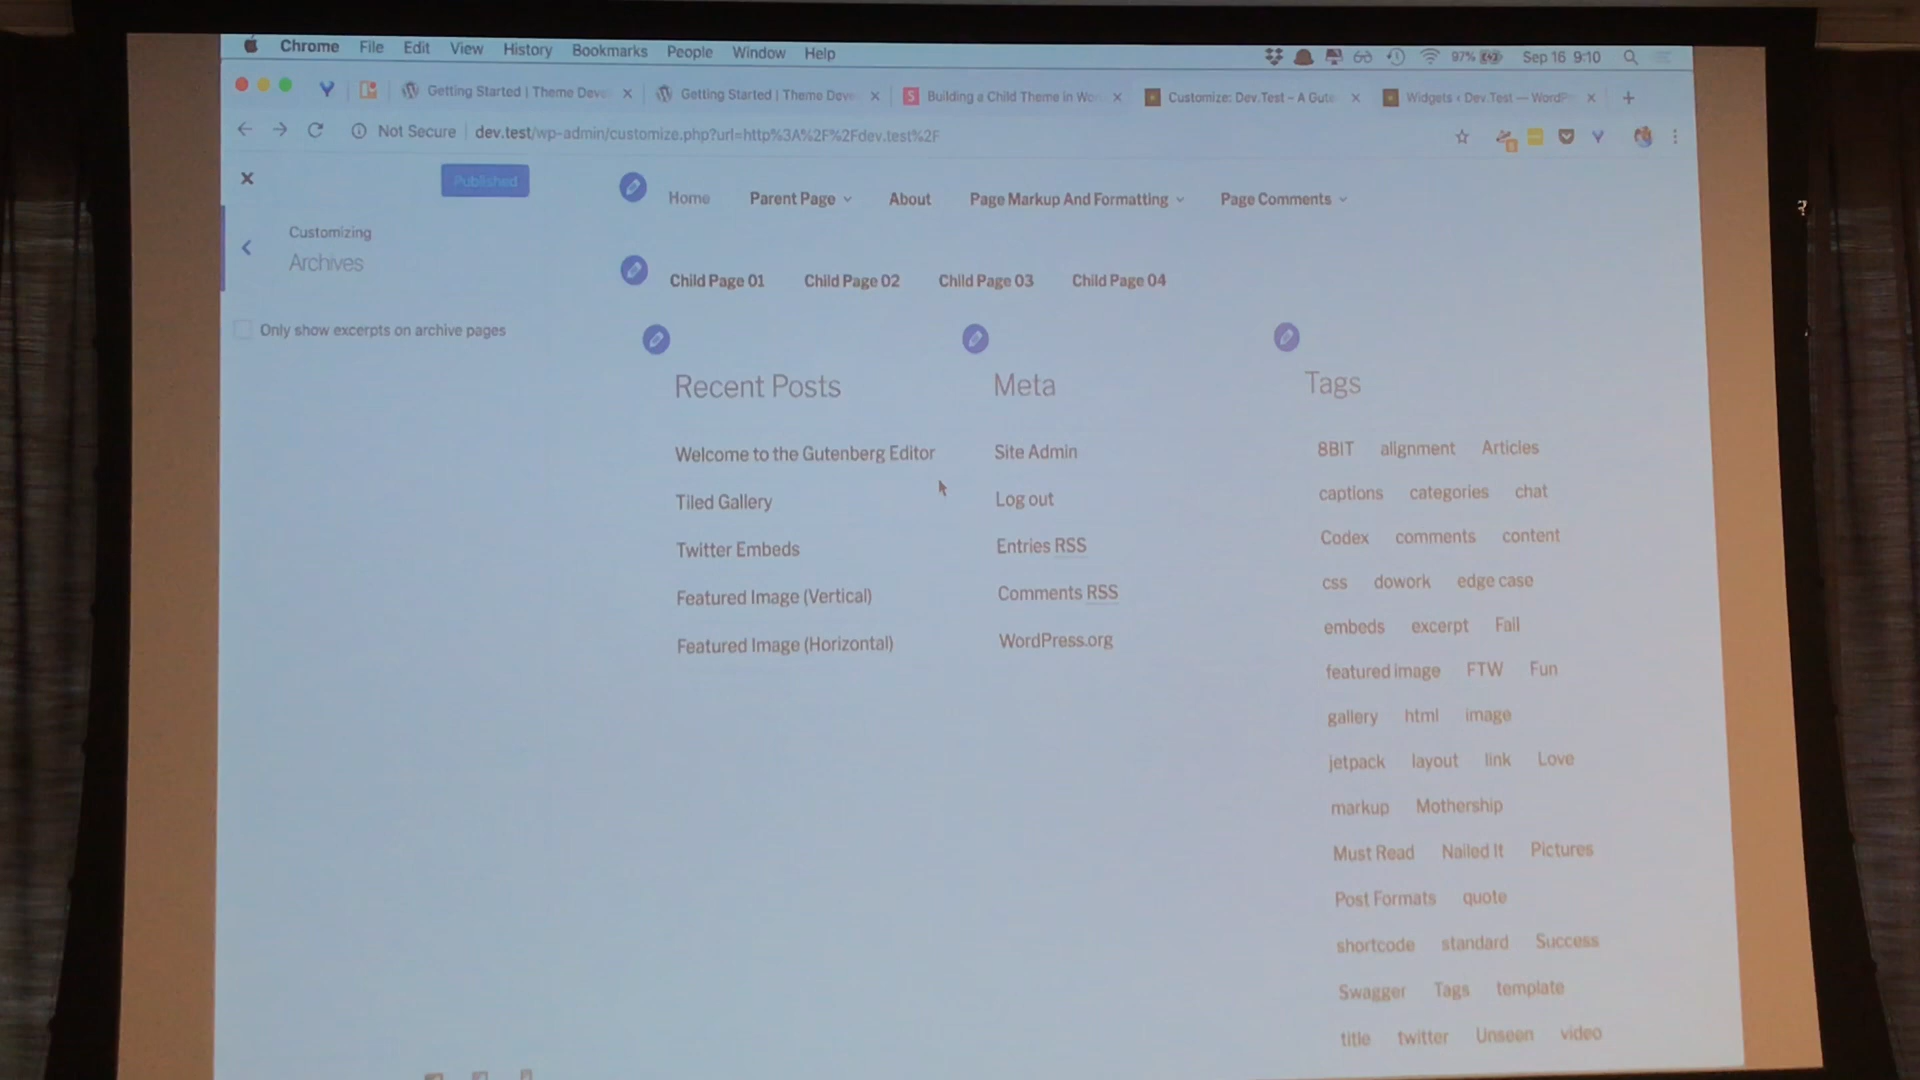 Chrome File Edit View History Bookmarks People Window Help 97% Sep 16 9:10
Getting Started | Theme Deve Getting Started | Theme Deve Building a Child Theme in Wo Customize: Dev.Test – A Gute Widgets ‹ Dev.Test — WordP
Not Secure dev.test/wp-admin/customize.php?url=http%3A%2F%2Fdev.test%2F
Published
Home Parent Page About Page Markup And Formatting Page Comments
Customizing
Archives
Child Page 01 Child Page 02 Child Page 03 Child Page 04
Only show excerpts on archive pages
Recent Posts
Welcome to the Gutenberg Editor
Tiled Gallery
Twitter Embeds
Featured Image (Vertical)
Featured Image (Horizontal)
Meta
Site Admin
Log out
Entries RSS
Comments RSS
WordPress.org
Tags
8BIT alignment Articles
captions categories chat
Codex comments content
css dowork edge case
embeds excerpt Fail
featured image FTW Fun
gallery html image
jetpack layout link Love
markup Mothership
Must Read Nailed It Pictures
Post Formats quote
shortcode standard Success
Swagger Tags template
title twitter Unseen video